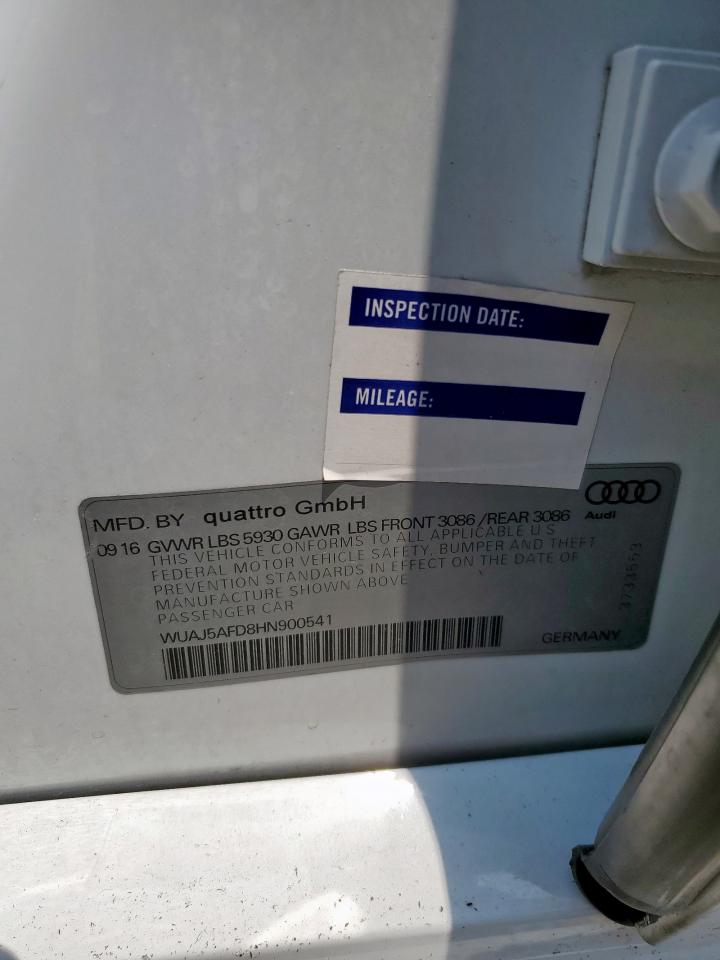 INSPECTION DATE:
MILEAGE:
MFD. BY quattro GmbH
Audi
09 16 GVWR LBS 5930 GAWR LBS FRONT 3086 /REAR 3086
THIS VEHICLE CONFORMS TO ALL APPLICABLE U S
FEDERAL MOTOR VEHICLE SAFETY, BUMPER AND THEFT
PREVENTION STANDARDS IN EFFECT ON THE DATE OF
MANUFACTURE SHOWN ABOVE
PASSENGER CAR
WUAJ5AFD8HN900541
GERMANY
3733553